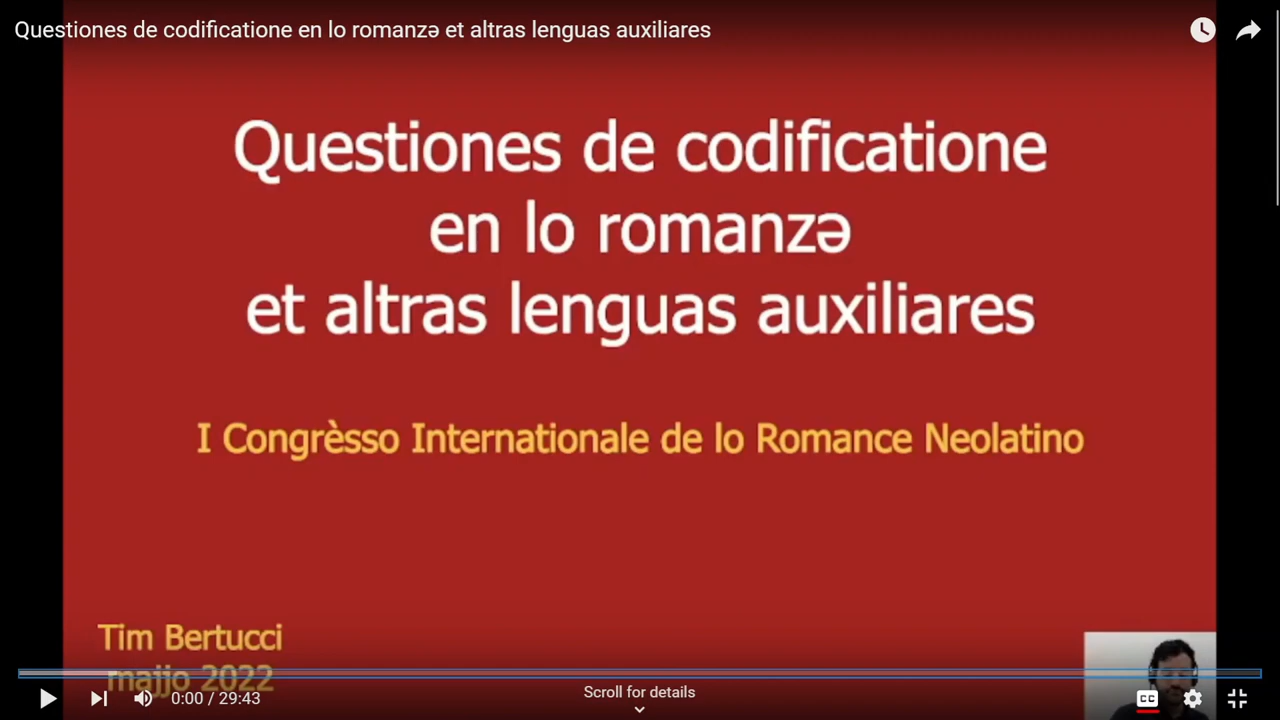 Questiones de codificatione en lo romanzə et altras lenguas auxiliares
Questiones de codificatione
en lo romanzə
et altras lenguas auxiliares
I Congrèsso Internationale de lo Romance Neolatino
Tim Bertucci
majjo 2022
0:00 / 29:43
Scroll for details
CC